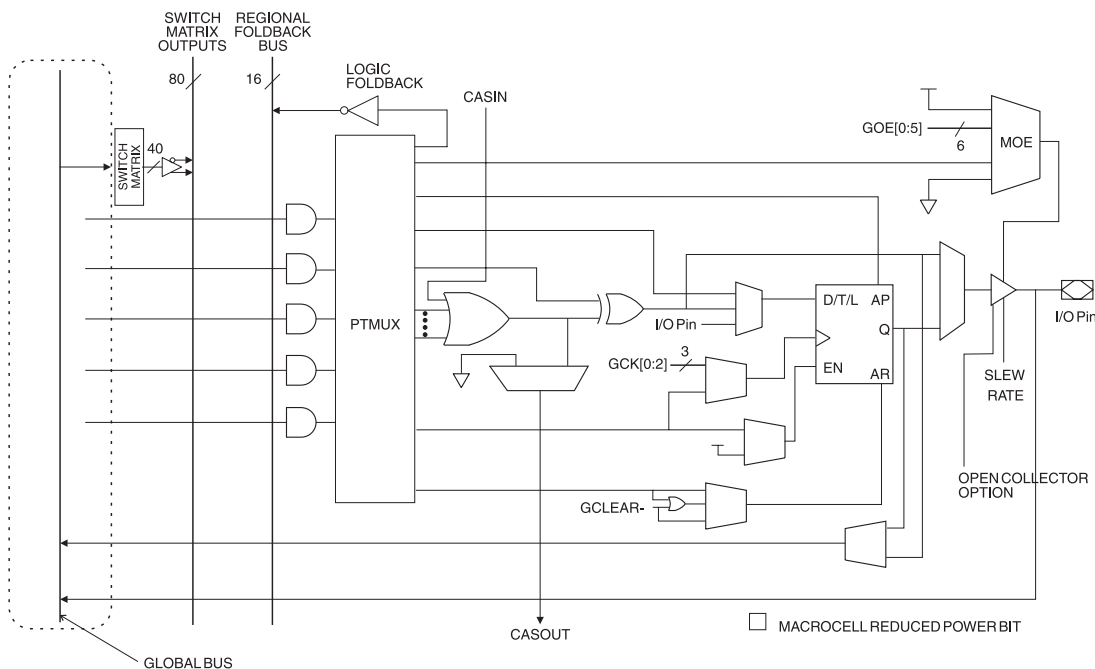 SWITCH
MATRIX
OUTPUTS
REGIONAL
FOLDBACK
BUS
80
16
LOGIC
FOLDBACK
CASIN
GOE[0:5]
6
MOE
SWITCH
MATRIX
40
PTMUX
I/O Pin
D/T/L
AP
Q
EN
AR
I/O Pin
GCK[0:2]
3
SLEW
RATE
OPEN COLLECTOR
OPTION
GCLEAR-
CASOUT
MACROCELL REDUCED POWER BIT
GLOBAL BUS